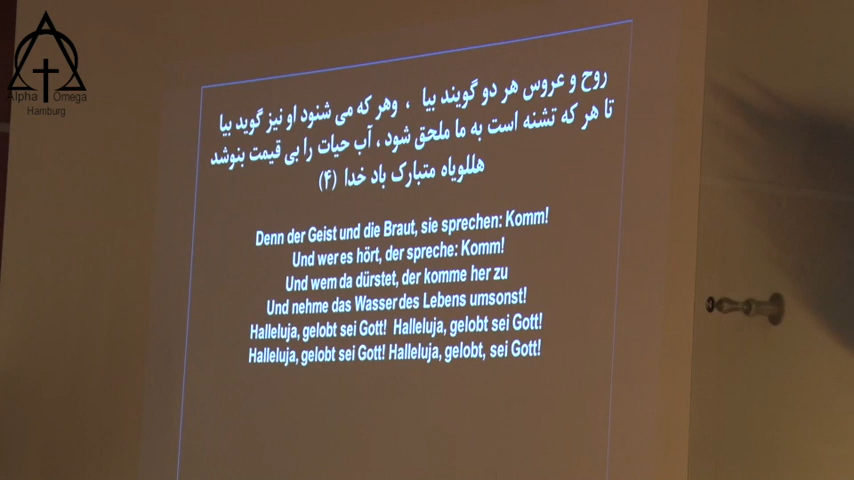 Alpha Omega
Hamburg
روح و عروس هر دو گویند بیا ، وهر که می شنود او نیز گوید بیا
تا هر که تشنه است به ما ملحق شود ، آب حیات را بی قیمت بنوشد
هللویاه متبارک باد خدا (۴)
Denn der Geist und die Braut, sie sprechen: Komm!
Und wer es hört, der spreche: Komm!
Und wem da dürstet, der komme her zu
Und nehme das Wasser des Lebens umsonst!
Halleluja, gelobt sei Gott! Halleluja, gelobt sei Gott!
Halleluja, gelobt sei Gott! Halleluja, gelobt, sei Gott!